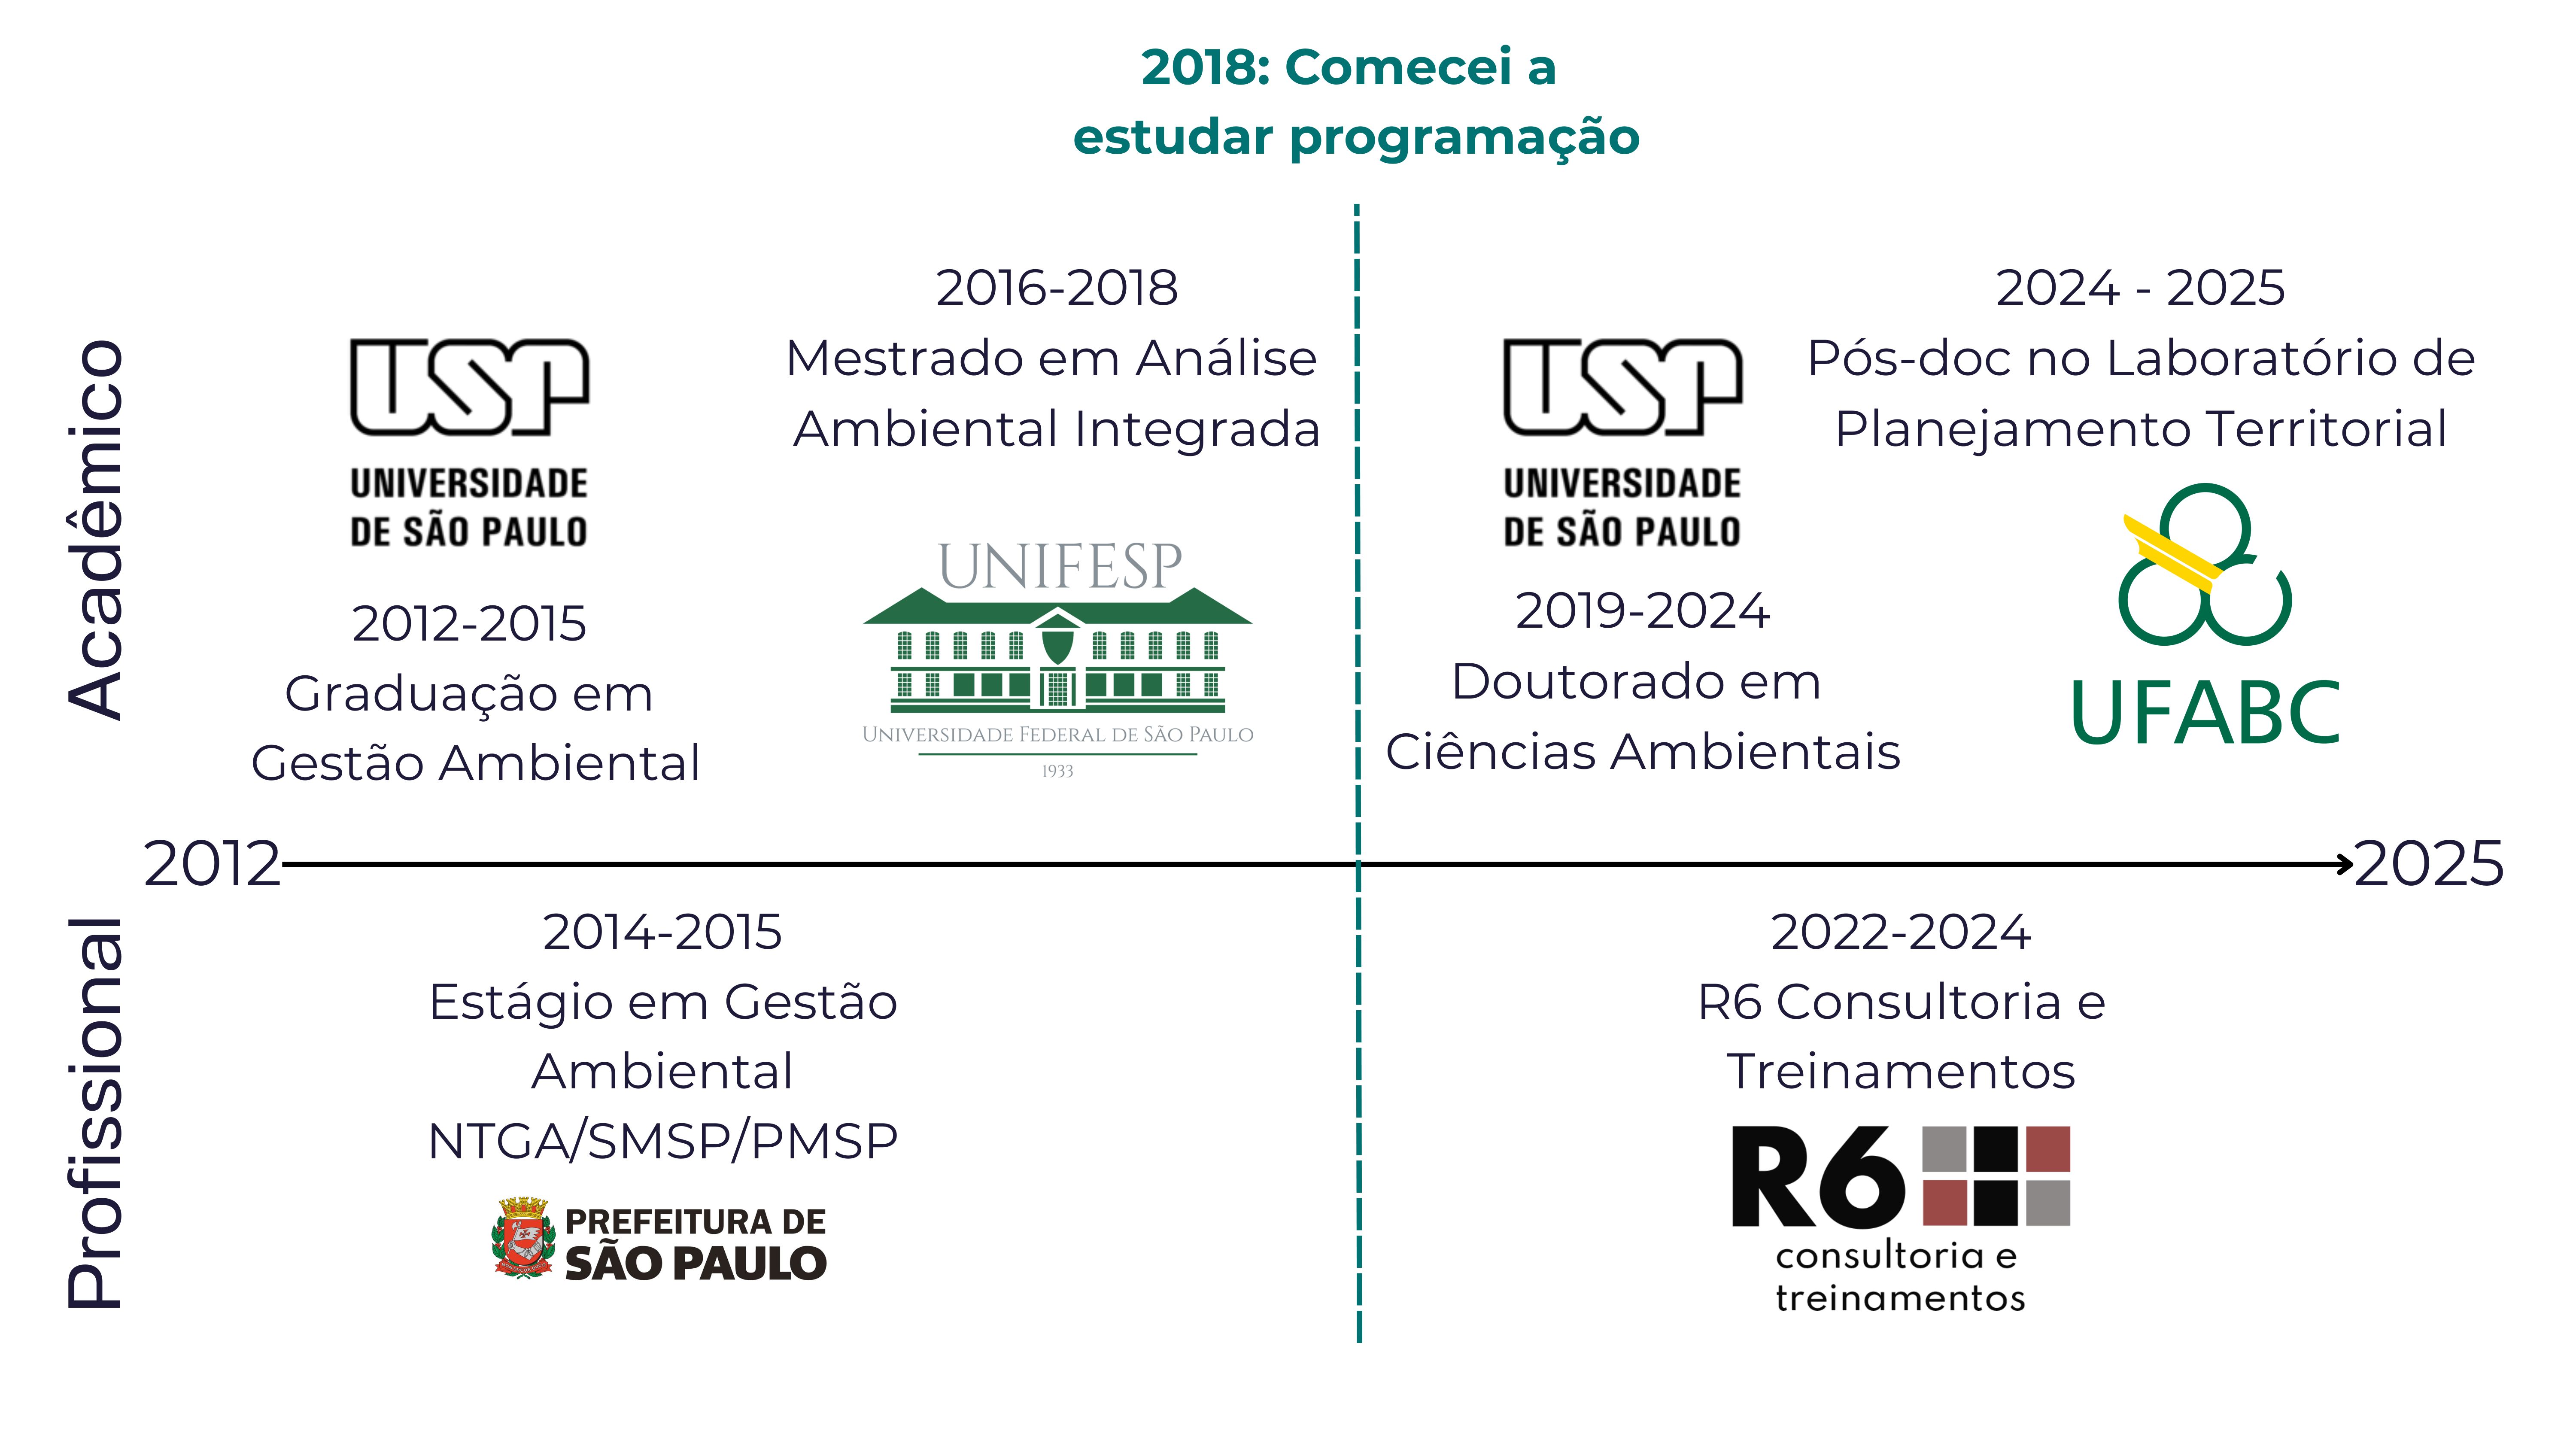 2018: Comecei a
estudar programação
Acadêmico
USP
UNIVERSIDADE
DE SÃO PAULO
2012-2015
Graduação em
Gestão Ambiental
2016-2018
Mestrado em Análise
Ambiental Integrada
UNIFESP
UNIVERSIDADE FEDERAL DE SÃO PAULO
1933
USP
UNIVERSIDADE
DE SÃO PAULO
2019-2024
Doutorado em
Ciências Ambientais
2024 - 2025
Pós-doc no Laboratório de
Planejamento Territorial
UFABC
2012
2025
Profissional
2014-2015
Estágio em Gestão
Ambiental
NTGA/SMSP/PMSP
PREFEITURA DE
SÃO PAULO
2022-2024
R6 Consultoria e
Treinamentos
R6
consultoria e
treinamentos